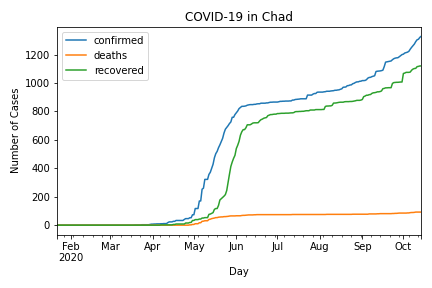 COVID-19 in Chad
confirmed
deaths
recovered
Number of Cases
1200
1000
800
600
400
200
0
Feb Mar Apr May Jun Jul Aug Sep Oct
2020
Day